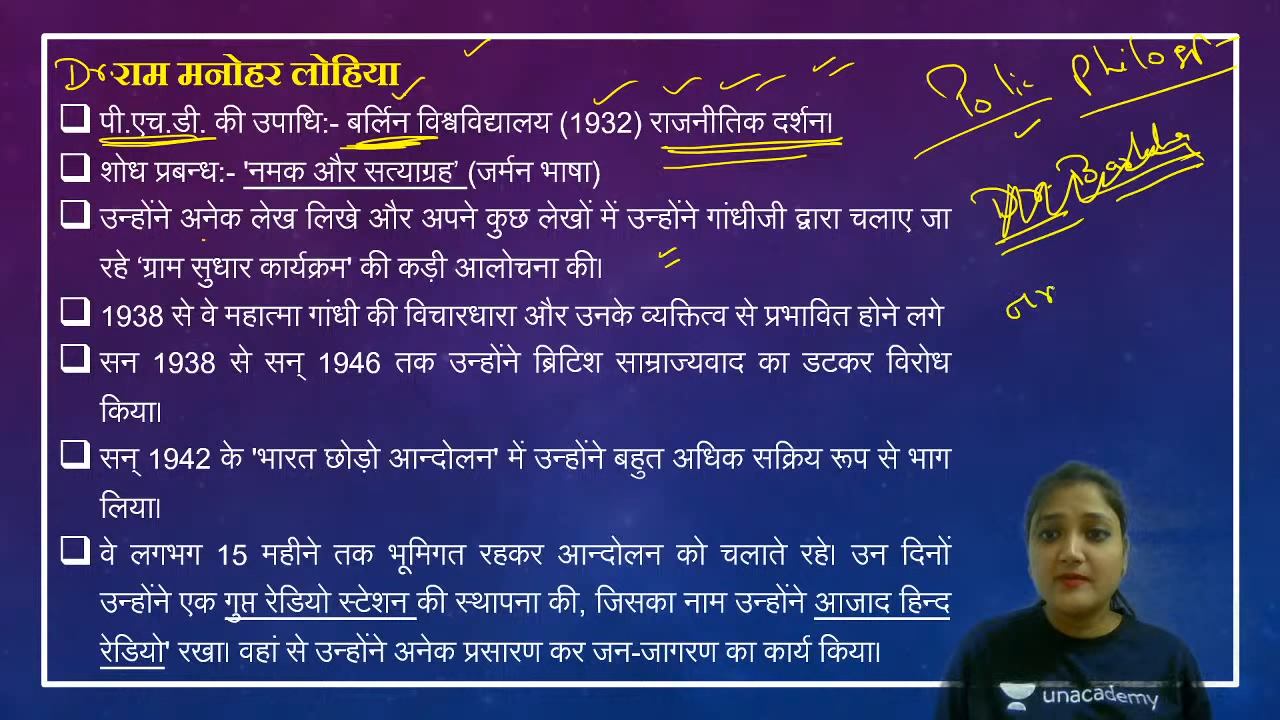 Dr. राम मनोहर लोहिया
Polic Philosp
❑ पी.एच.डी. की उपाधि:- बर्लिन विश्वविद्यालय (1932) राजनीतिक दर्शन।
❑ शोध प्रबन्ध:- 'नमक और सत्याग्रह' (जर्मन भाषा)
❑ उन्होंने अनेक लेख लिखे और अपने कुछ लेखों में उन्होंने गांधीजी द्वारा चलाए जा
रहे 'ग्राम सुधार कार्यक्रम' की कड़ी आलोचना की।
❑ 1938 से वे महात्मा गांधी की विचारधारा और उनके व्यक्तित्व से प्रभावित होने लगे
❑ सन 1938 से सन् 1946 तक उन्होंने ब्रिटिश साम्राज्यवाद का डटकर विरोध
किया।
❑ सन् 1942 के 'भारत छोड़ो आन्दोलन' में उन्होंने बहुत अधिक सक्रिय रूप से भाग
लिया।
❑ वे लगभग 15 महीने तक भूमिगत रहकर आन्दोलन को चलाते रहे। उन दिनों
उन्होंने एक गुप्त रेडियो स्टेशन की स्थापना की, जिसका नाम उन्होंने आजाद हिन्द
रेडियो' रखा। वहां से उन्होंने अनेक प्रसारण कर जन-जागरण का कार्य किया।
unacademy